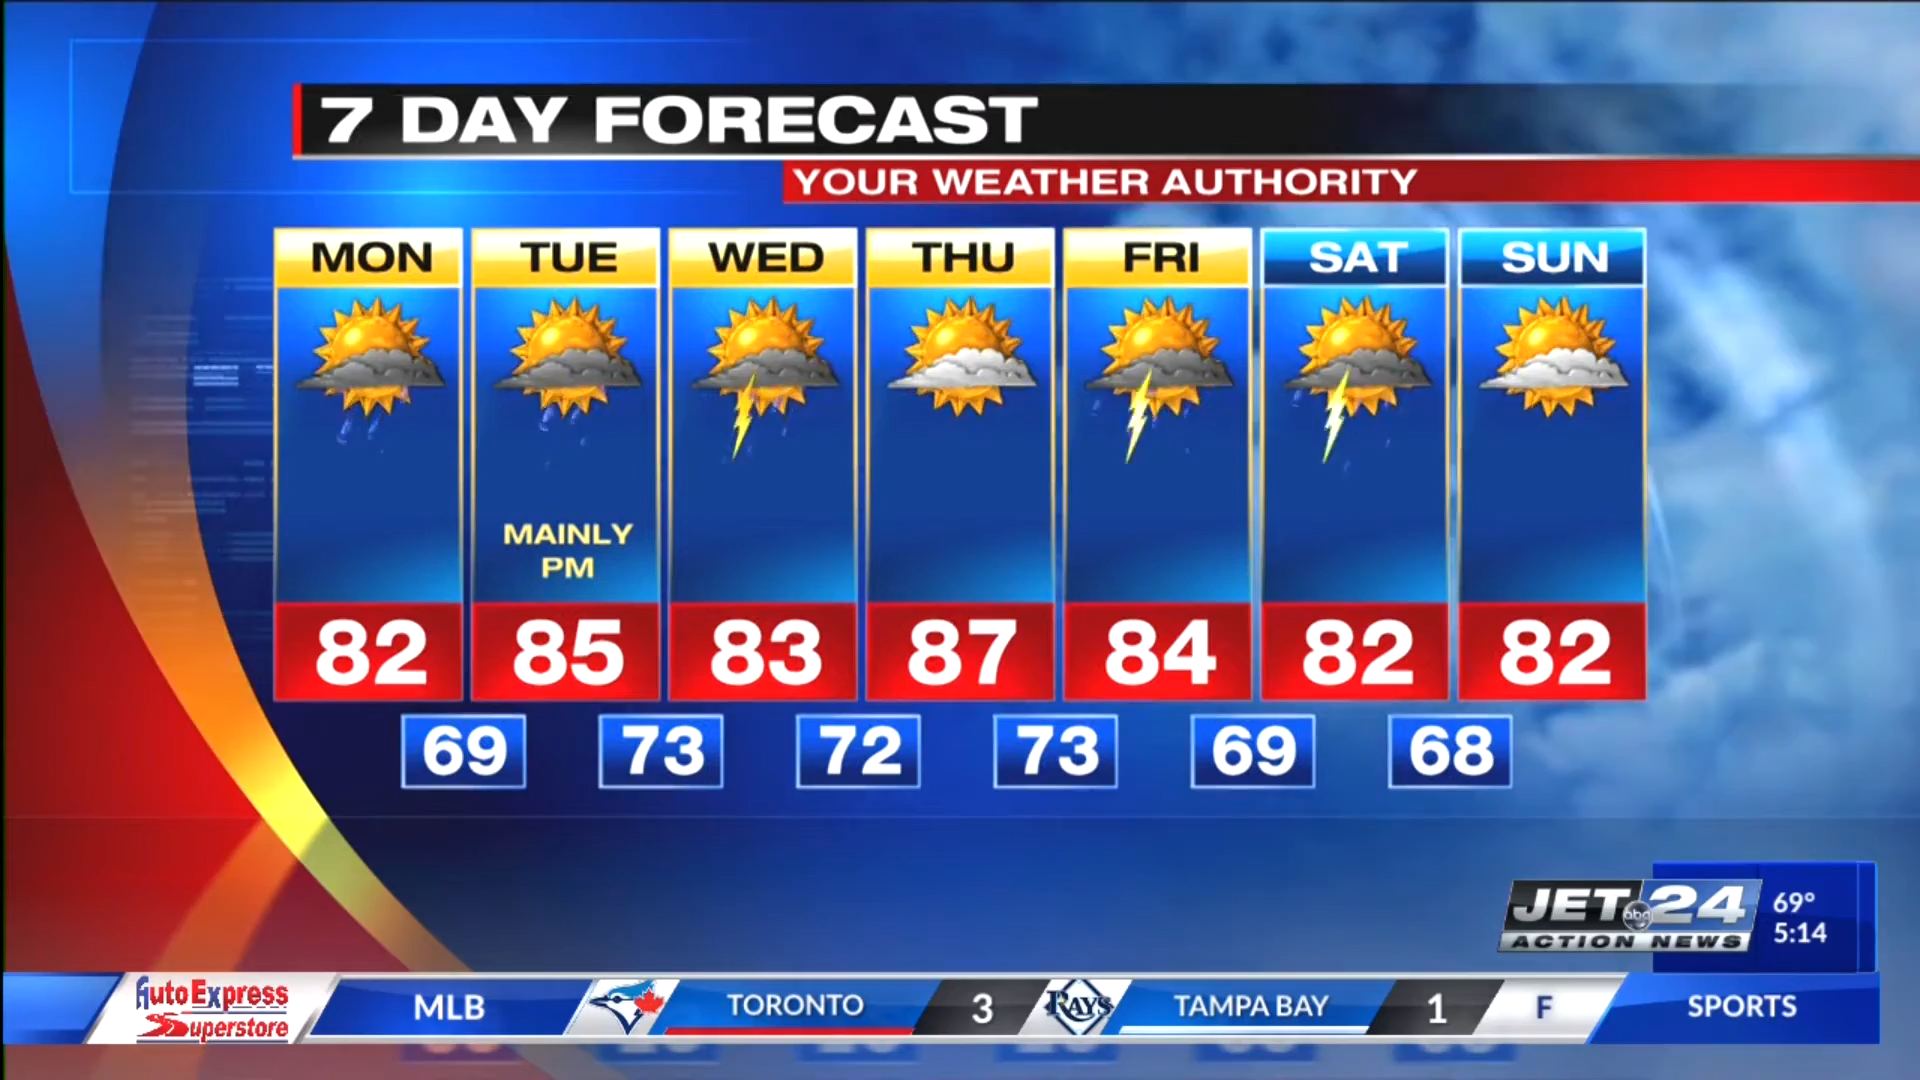 7 DAY FORECAST
YOUR WEATHER AUTHORITY
MON TUE WED THU FRI SAT SUN
MAINLY
PM
82 85 83 87 84 82 82
69 73 72 73 69 68
JET abc 24
ACTION NEWS
69°
5:14
Auto Express
Superstore
MLB TORONTO 3 RAYS TAMPA BAY 1 F SPORTS